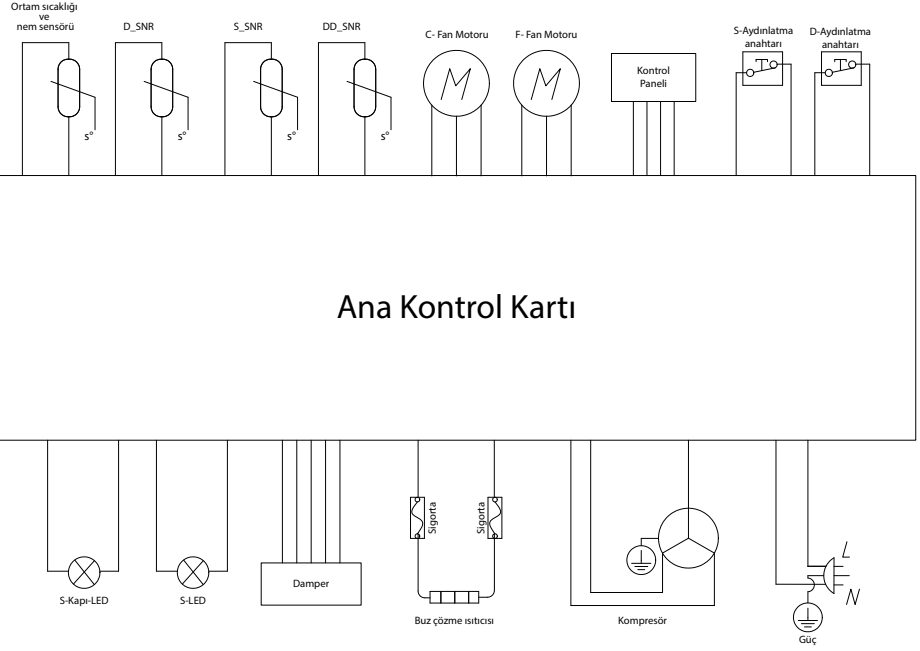 Ortam sıcaklığı
ve
nem sensörü
D_SNR
S_SNR
DD_SNR
C- Fan Motoru
F- Fan Motoru
Kontrol
Paneli
S-Aydınlatma
anahtarı
D-Aydınlatma
anahtarı
s°
s°
s°
s°
M
M
Ana Kontrol Kartı
Sigorta
Sigorta
L
N
S-Kapı-LED
S-LED
Damper
Buz çözme ısıtıcısı
Kompresör
Güç